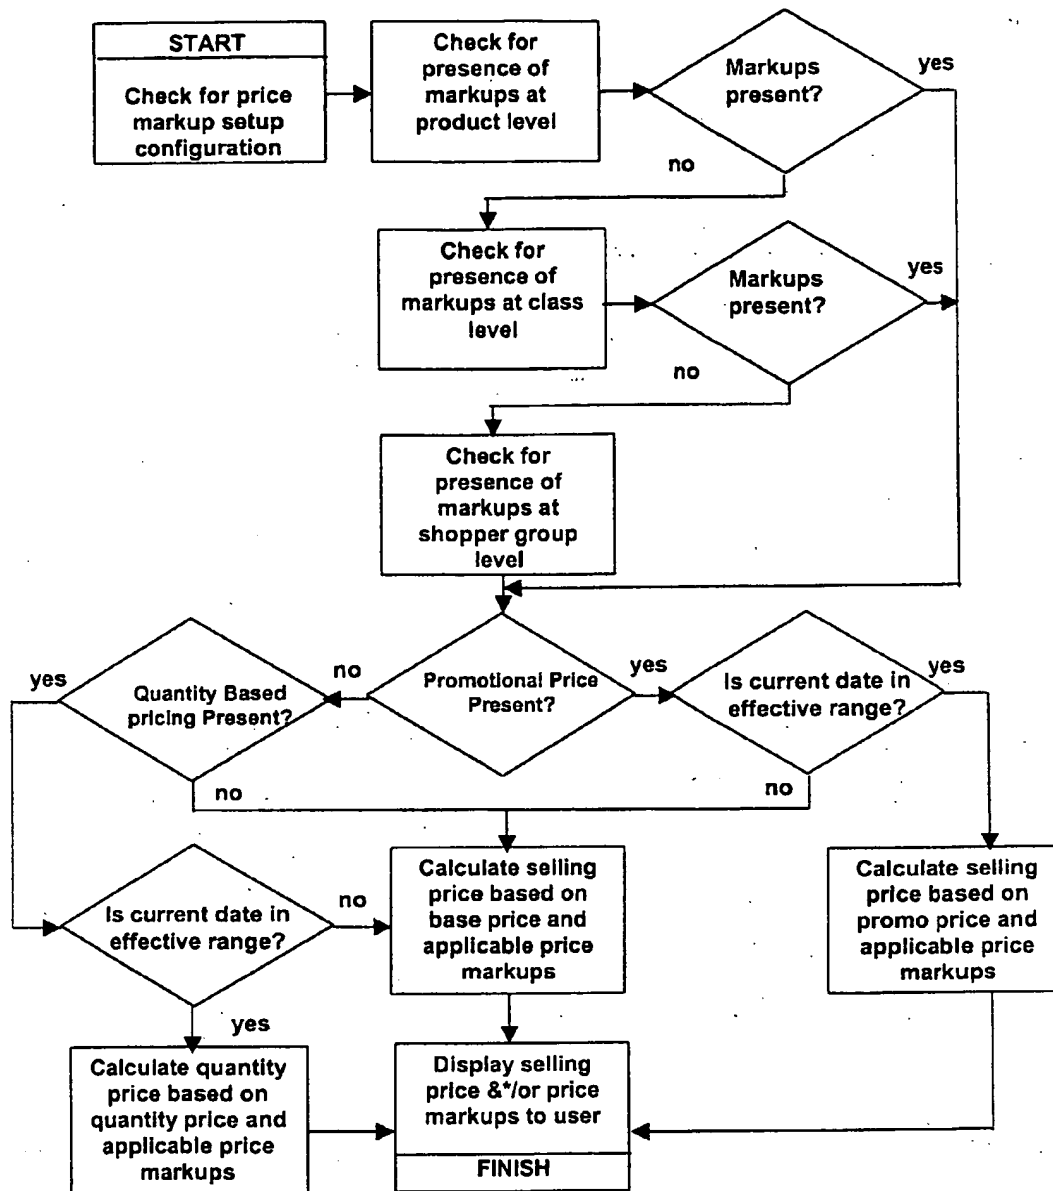 START
Check for price
markup setup
configuration
Check for
presence of
markups at
product level
Markups
present?
yes
no
Check for
presence of
markups at class
level
Markups
present?
yes
no
Check for
presence of
markups at
shopper group
level
yes
Quantity Based
pricing Present?
no
Promotional Price
Present?
yes
Is current date in
effective range?
yes
no
no
Is current date in
effective range?
no
Calculate selling
price based on
base price and
applicable price
markups
Calculate selling
price based on
promo price and
applicable price
markups
yes
Calculate quantity
price based on
quantity price and
applicable price
markups
Display selling
price &*/or price
markups to user
FINISH